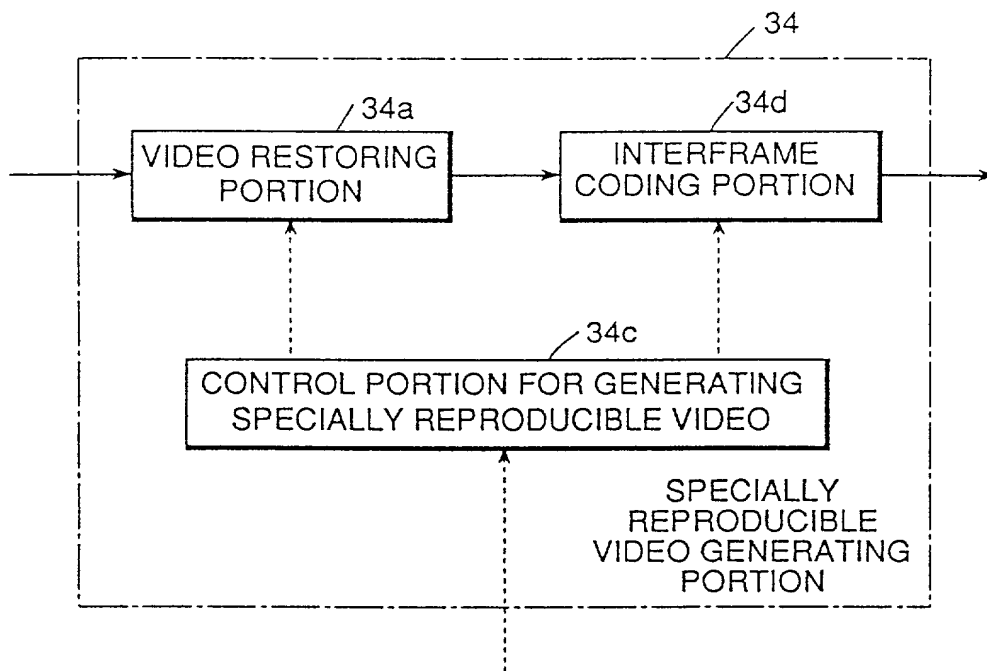 34
34a
34d
VIDEO RESTORING
PORTION
INTERFRAME
CODING PORTION
34c
CONTROL PORTION FOR GENERATING
SPECIALLY REPRODUCIBLE VIDEO
SPECIALLY
REPRODUCIBLE
VIDEO GENERATING
PORTION